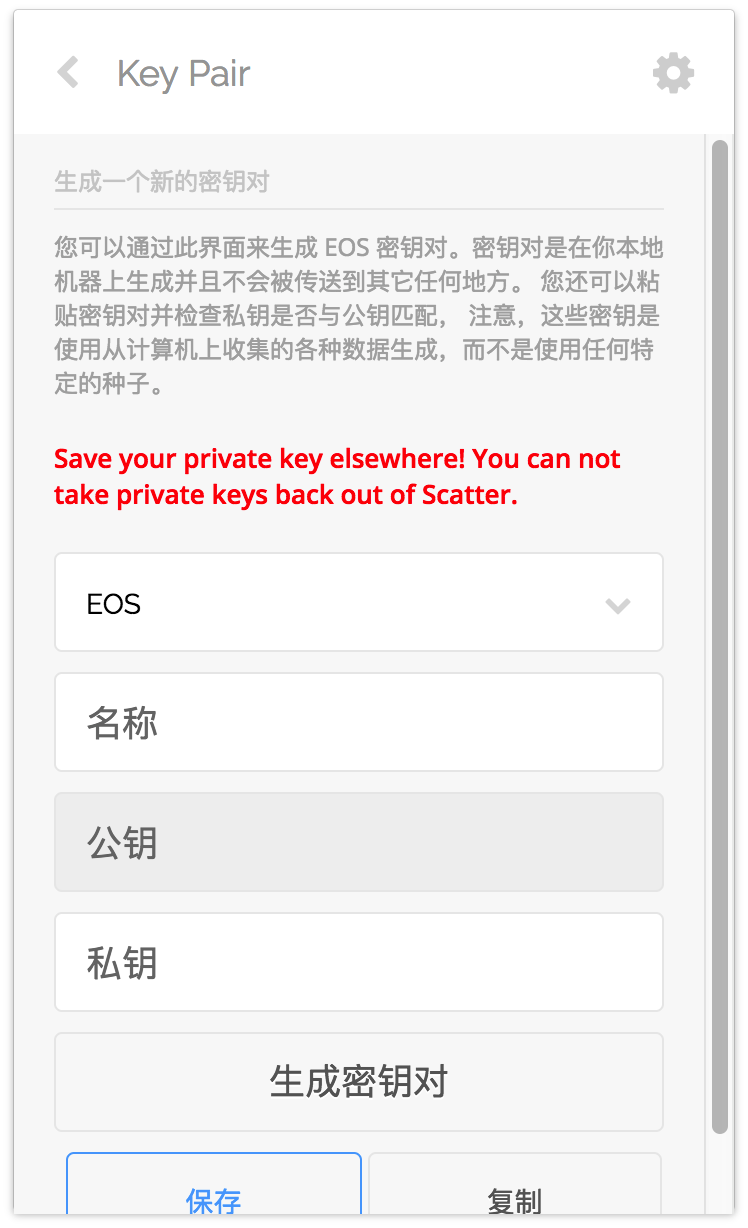 Key Pair
生成一个新的密钥对
您可以通过此界面来生成 EOS 密钥对。密钥对是在你本地
机器上生成并且不会被传送到其它任何地方。 您还可以粘
贴密钥对并检查私钥是否与公钥匹配， 注意，这些密钥是
使用从计算机上收集的各种数据生成，而不是使用任何特
定的种子。
Save your private key elsewhere! You can not
take private keys back out of Scatter.
EOS
名称
公钥
私钥
生成密钥对
保存 复制